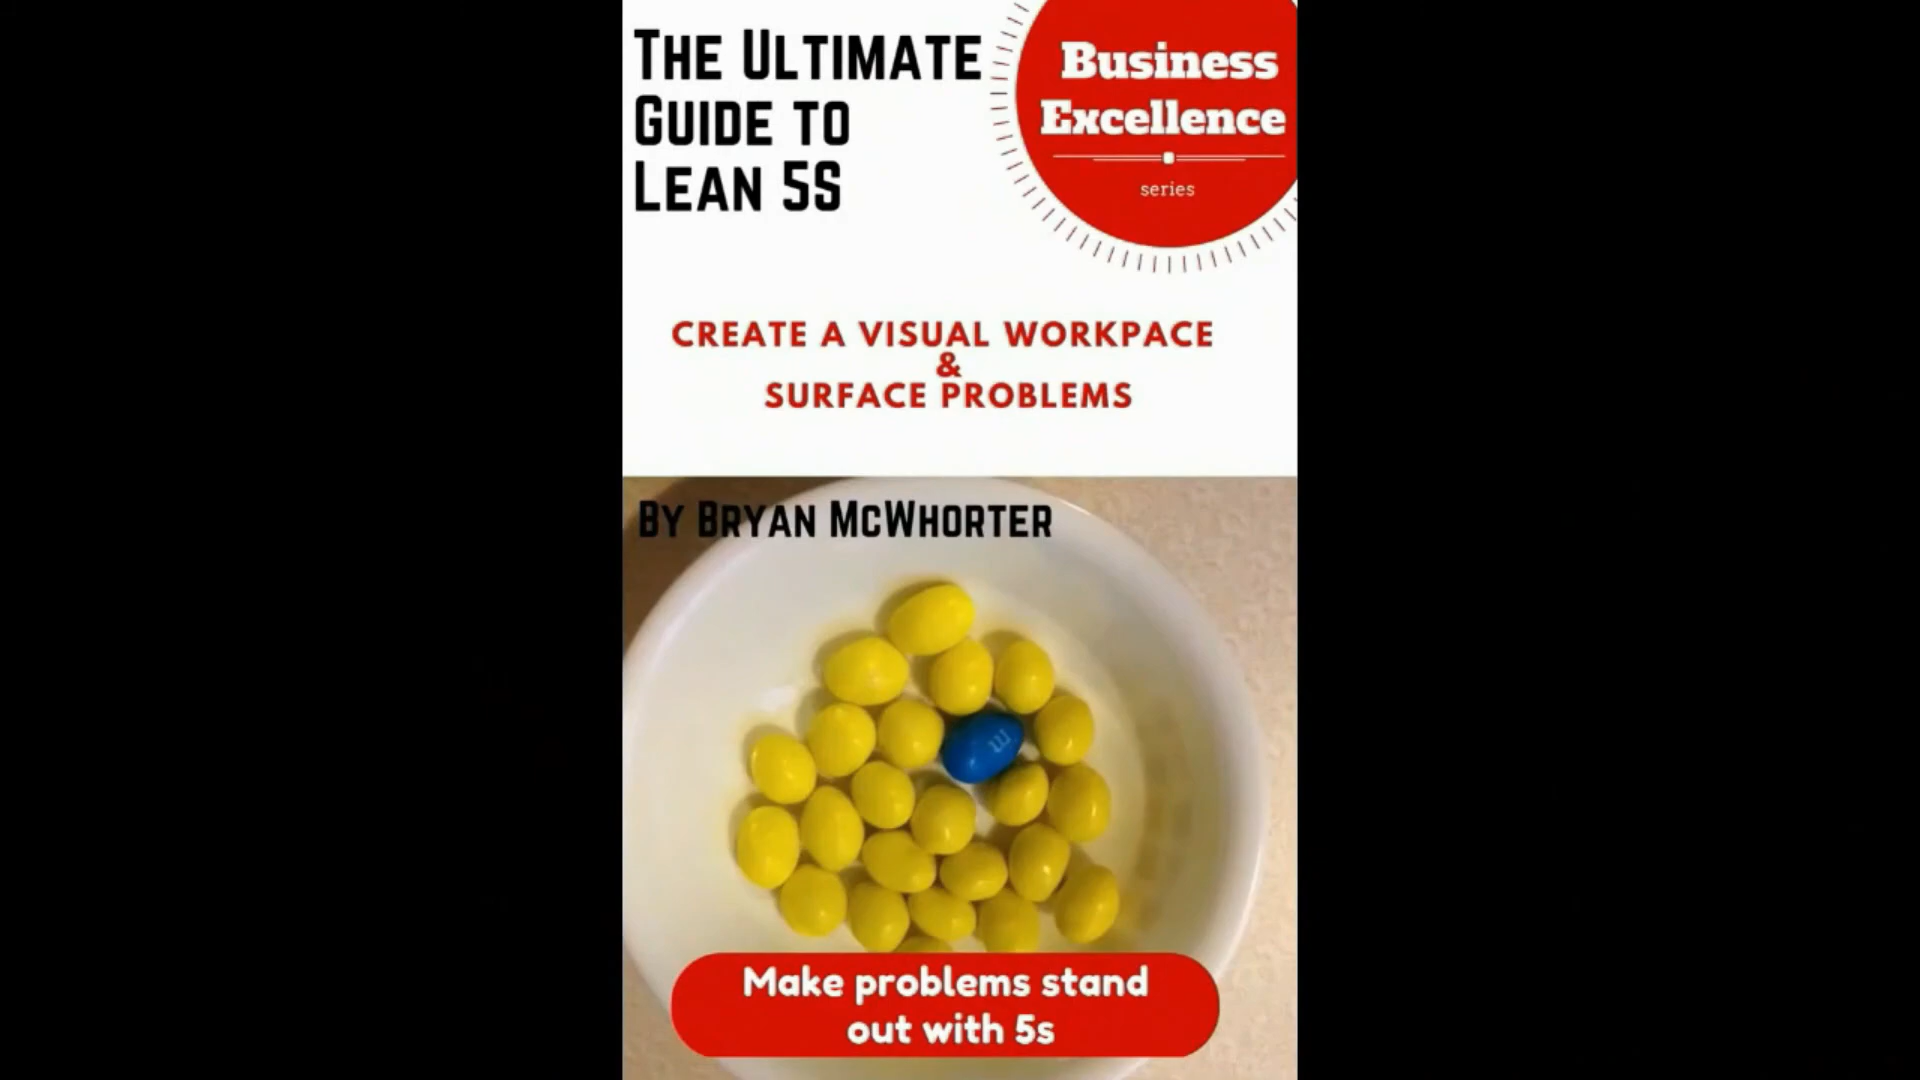 The Ultimate
Guide to
Lean 5S
Business
Excellence
series
CREATE A VISUAL WORKPACE
&
SURFACE PROBLEMS
By Bryan McWhorter
m
Make problems stand
out with 5s